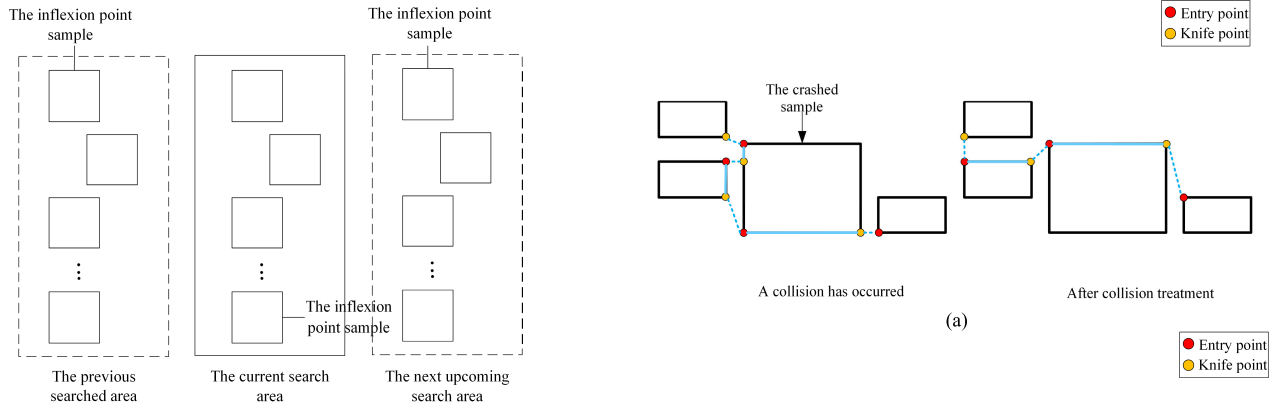 The inflexion point
sample
The inflexion point
sample
The inflexion
point sample
The previous
searched area
The current search
area
The next upcoming
search area
Entry point
Knife point
The crashed
sample
A collision has occurred
After collision treatment
(a)
Entry point
Knife point